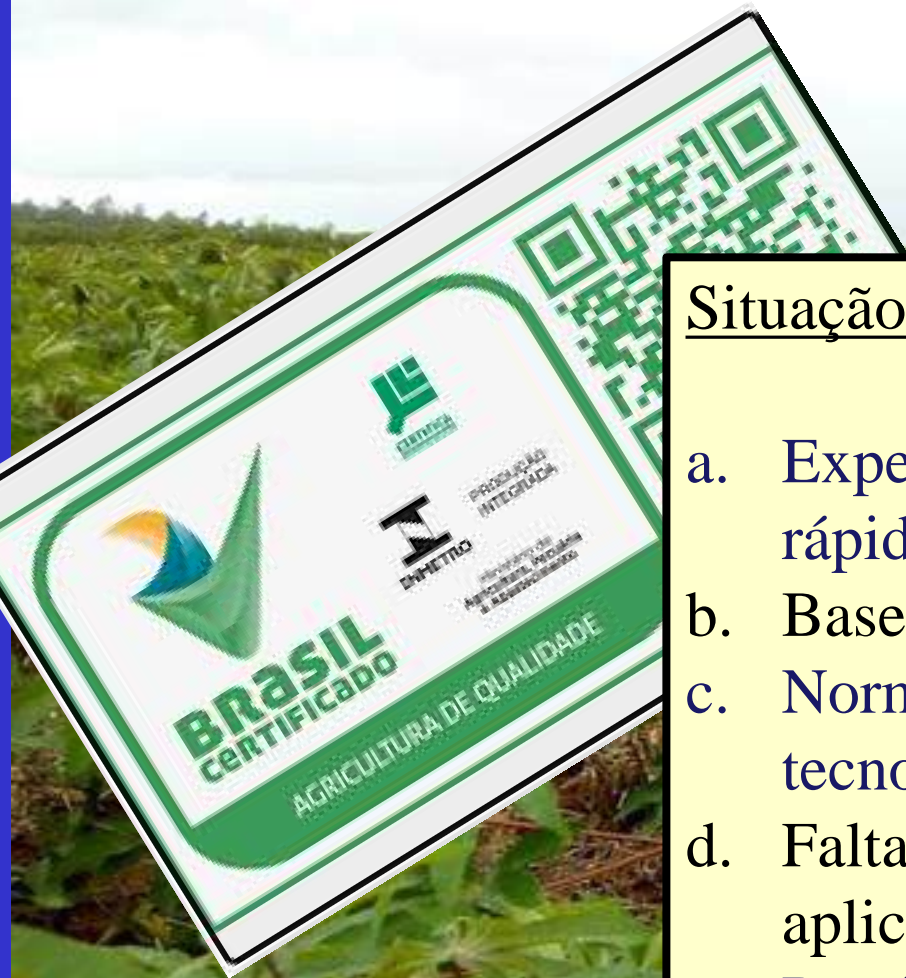 BRASIL
CERTIFICADO
AGRICULTURA DE QUALIDADE
INMETRO
PRODUÇÃO
INTEGRADA
Situação
a. Expe
rápid
b. Base
c. Norm
tecno
d. Falta
aplic